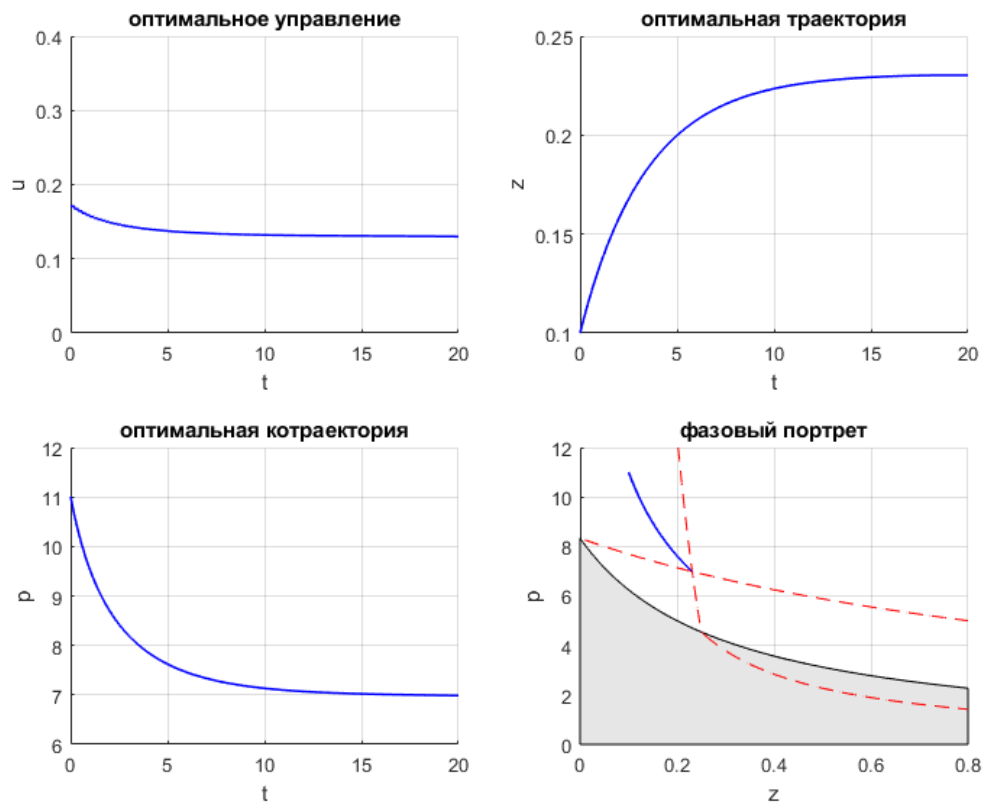 оптимальное управление
0.4
0.3
0.2
0.1
0
u
0 5 10 15 20
t
оптимальная траектория
0.25
0.2
0.15
0.1
z
0 5 10 15 20
t
оптимальная котраектория
12
11
10
9
8
7
6
p
0 5 10 15 20
t
фазовый портрет
12
10
8
6
4
2
0
p
0 0.2 0.4 0.6 0.8
z